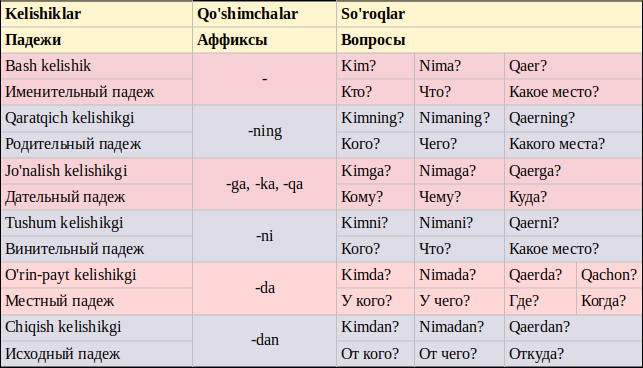 Kelishiklar Qo'shimchalar So'roqlar
Падежи Аффиксы Вопросы
Bash kelishik - Kim? Nima? Qaer?
Именительный падеж Кто? Что? Какое место?
Qaratqich kelishikgi -ning Kimning? Nimaning? Qaerning?
Родительный падеж Кого? Чего? Какого места?
Jo'nalish kelishikgi -ga, -ka, -qa Kimga? Nimaga? Qaerga?
Дательный падеж Кому? Чему? Куда?
Tushum kelishikgi -ni Kimni? Nimani? Qaerni?
Винительный падеж Кого? Что? Какое место?
O'rin-payt kelishikgi -da Kimda? Nimada? Qaerda? Qachon?
Местный падеж У кого? У чего? Где? Когда?
Chiqish kelishikgi -dan Kimdan? Nimadan? Qaerdan?
Исходный падеж От кого? От чего? Откуда?